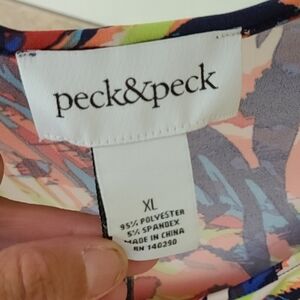 peck&peck
XL
95% POLYESTER
5% SPANDEX
MADE IN CHINA
RN 140290